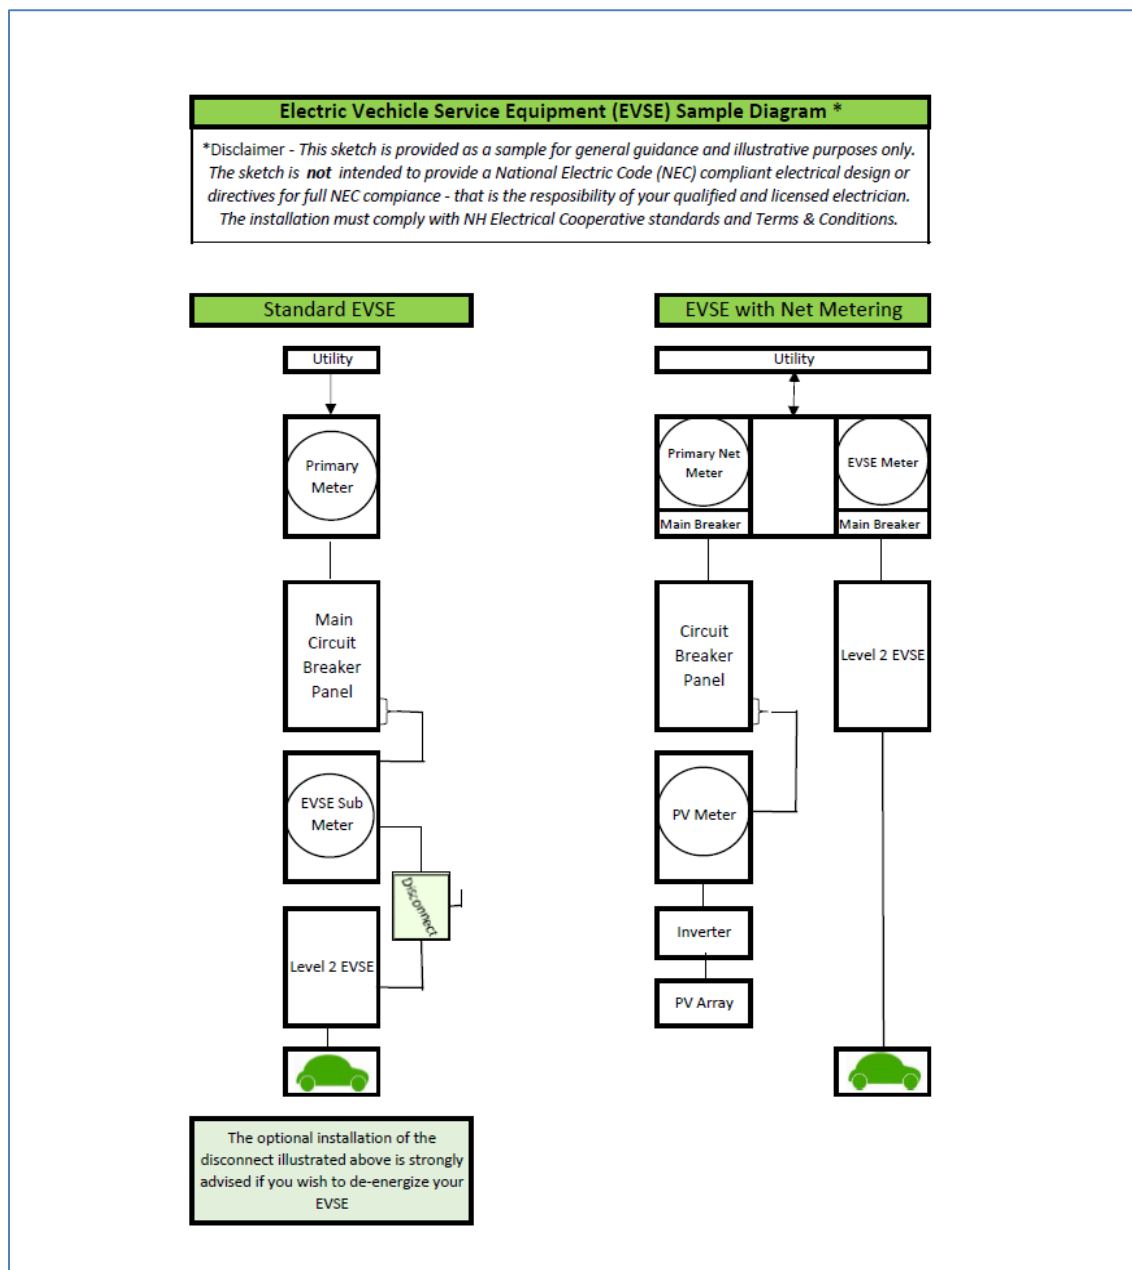 Electric Vechicle Service Equipment (EVSE) Sample Diagram *
*Disclaimer - This sketch is provided as a sample for general guidance and illustrative purposes only.
The sketch is not intended to provide a National Electric Code (NEC) compliant electrical design or
directives for full NEC compiance - that is the resposibility of your qualified and licensed electrician.
The installation must comply with NH Electrical Cooperative standards and Terms & Conditions.
Standard EVSE
Utility
Primary
Meter
Main
Circuit
Breaker
Panel
EVSE Sub
Meter
Disconnect
Level 2 EVSE
The optional installation of the
disconnect illustrated above is strongly
advised if you wish to de-energize your
EVSE
EVSE with Net Metering
Utility
Primary Net
Meter
Main Breaker
EVSE Meter
Main Breaker
Circuit
Breaker
Panel
Level 2 EVSE
PV Meter
Inverter
PV Array